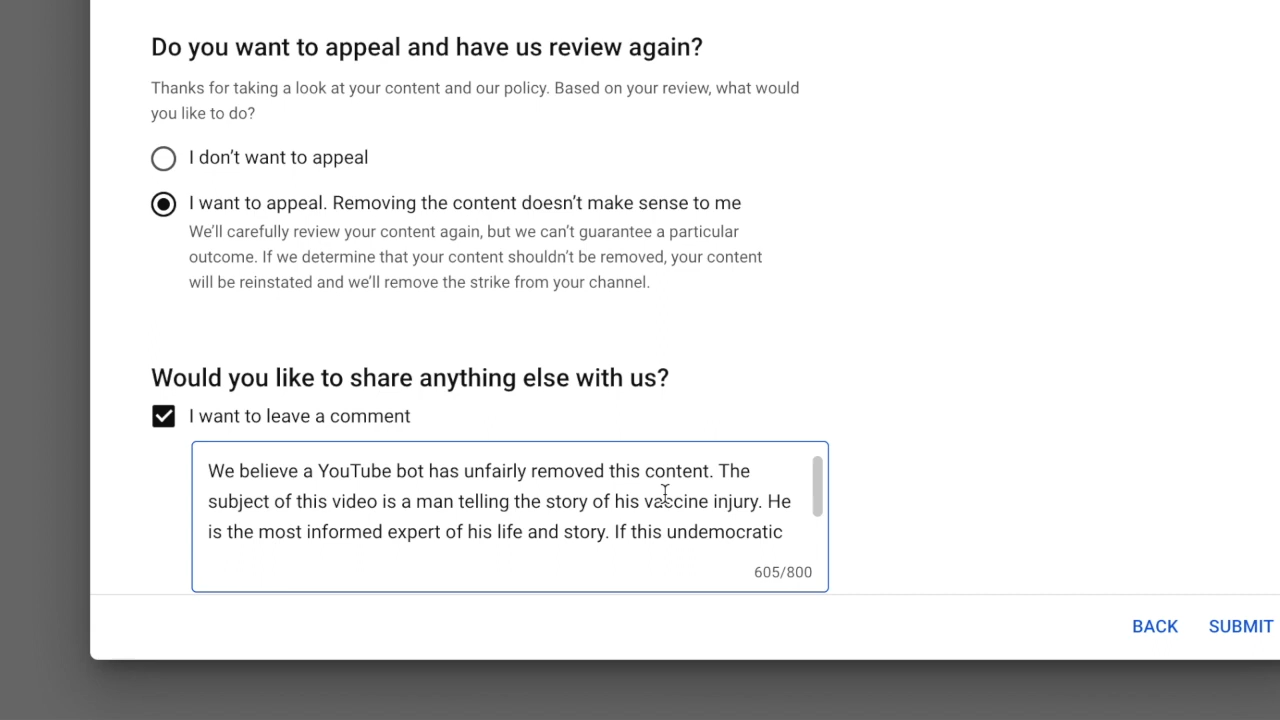 Do you want to appeal and have us review again?
Thanks for taking a look at your content and our policy. Based on your review, what would
you like to do?
I don’t want to appeal
I want to appeal. Removing the content doesn’t make sense to me
We’ll carefully review your content again, but we can’t guarantee a particular
outcome. If we determine that your content shouldn’t be removed, your content
will be reinstated and we’ll remove the strike from your channel.
Would you like to share anything else with us?
I want to leave a comment
We believe a YouTube bot has unfairly removed this content. The
subject of this video is a man telling the story of his vaccine injury. He
is the most informed expert of his life and story. If this undemocratic
605/800
BACK SUBMIT